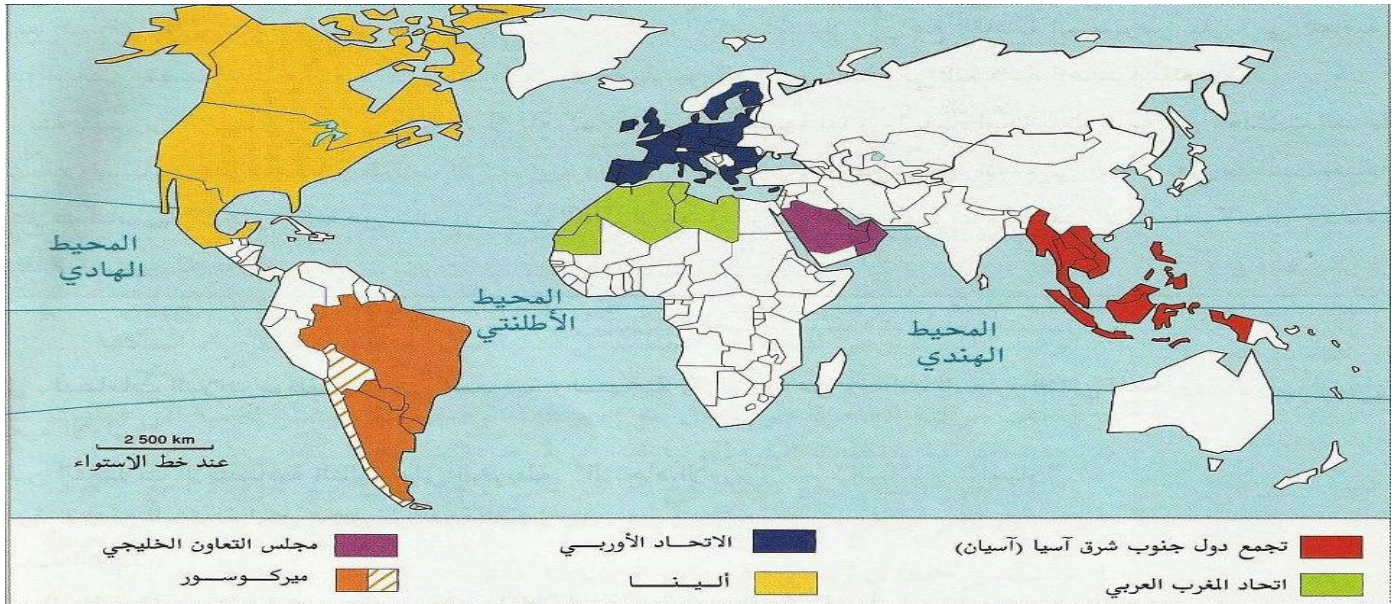 المحيط
الهادي
المحيط
الأطلنتي
المحيط
الهندي
2 500 km
عند خط الاستواء
تجمع دول جنوب شرق آسيا (آسيان)
الاتحاد الأوربي
مجلس التعاون الخليجي
اتحاد المغرب العربي
ألينا
ميركوسور